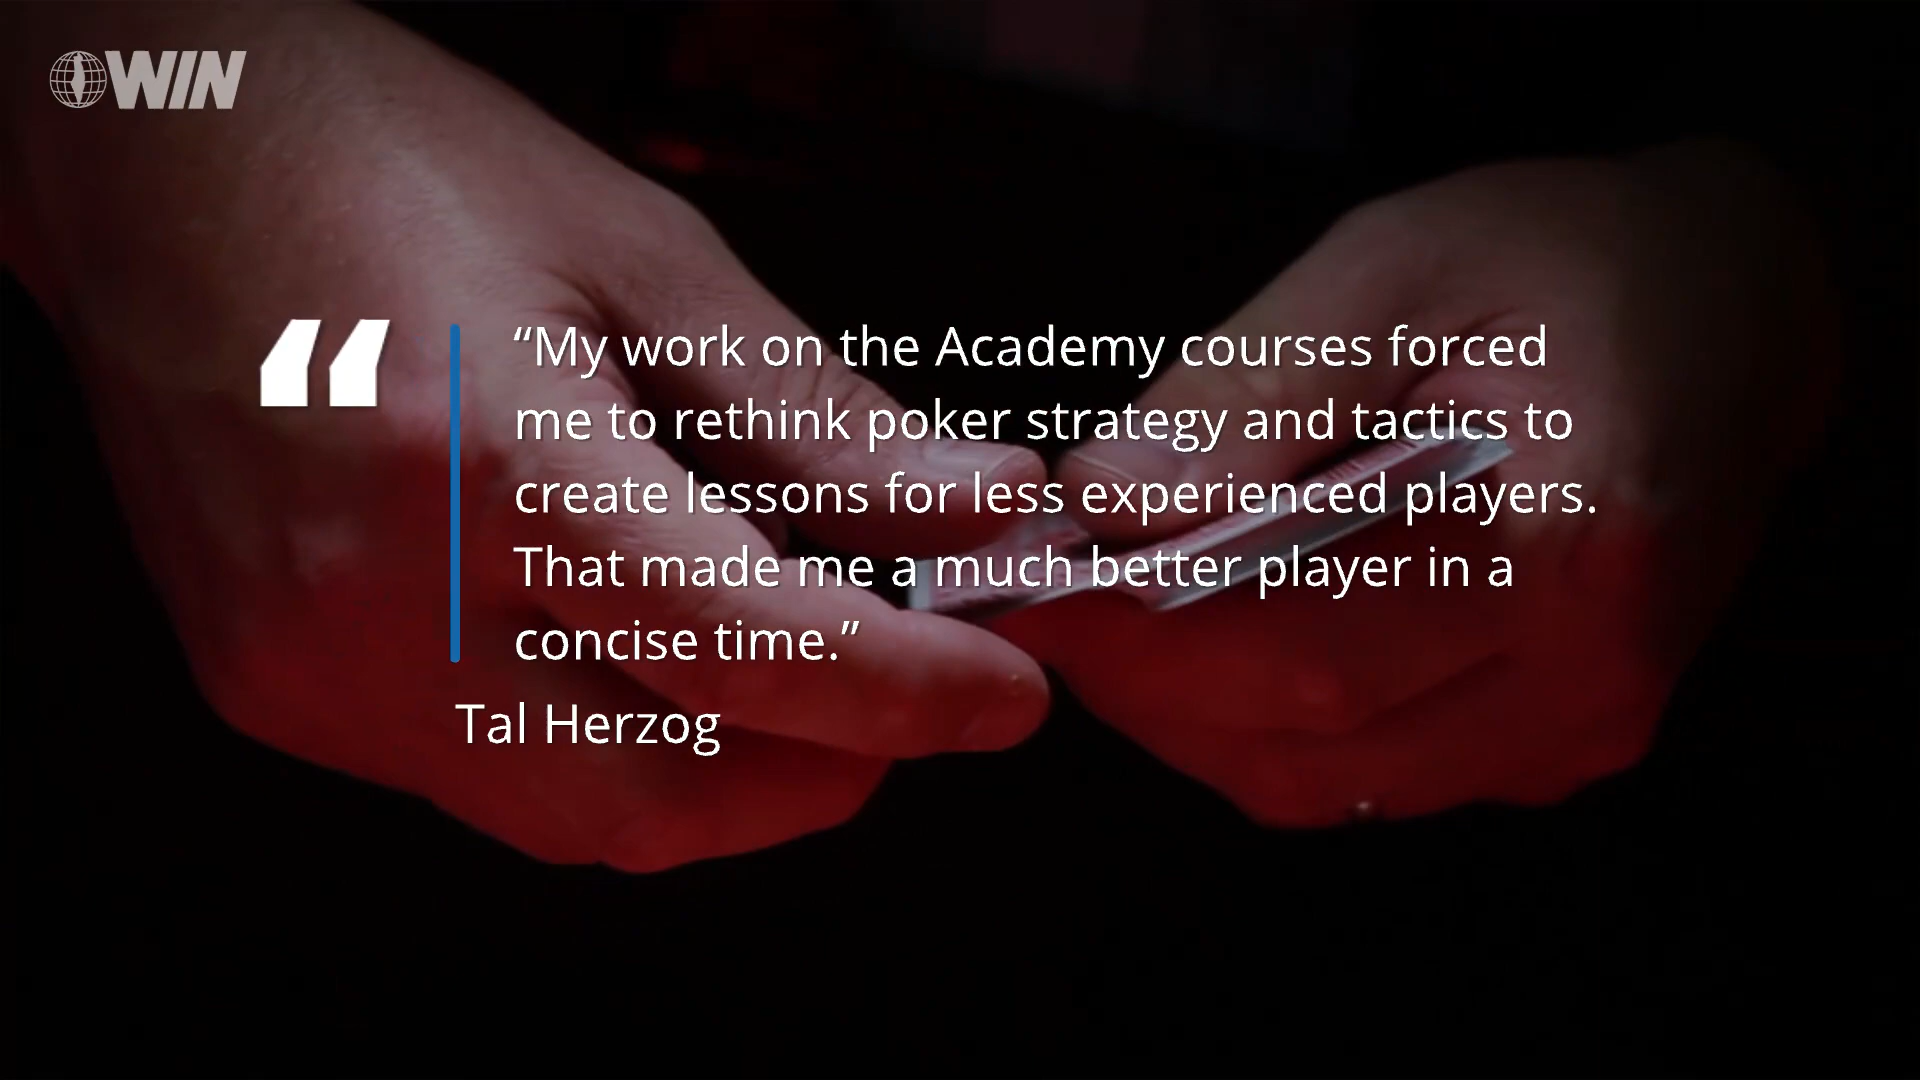 WIN
“My work on the Academy courses forced
me to rethink poker strategy and tactics to
create lessons for less experienced players.
That made me a much better player in a
concise time.”
Tal Herzog